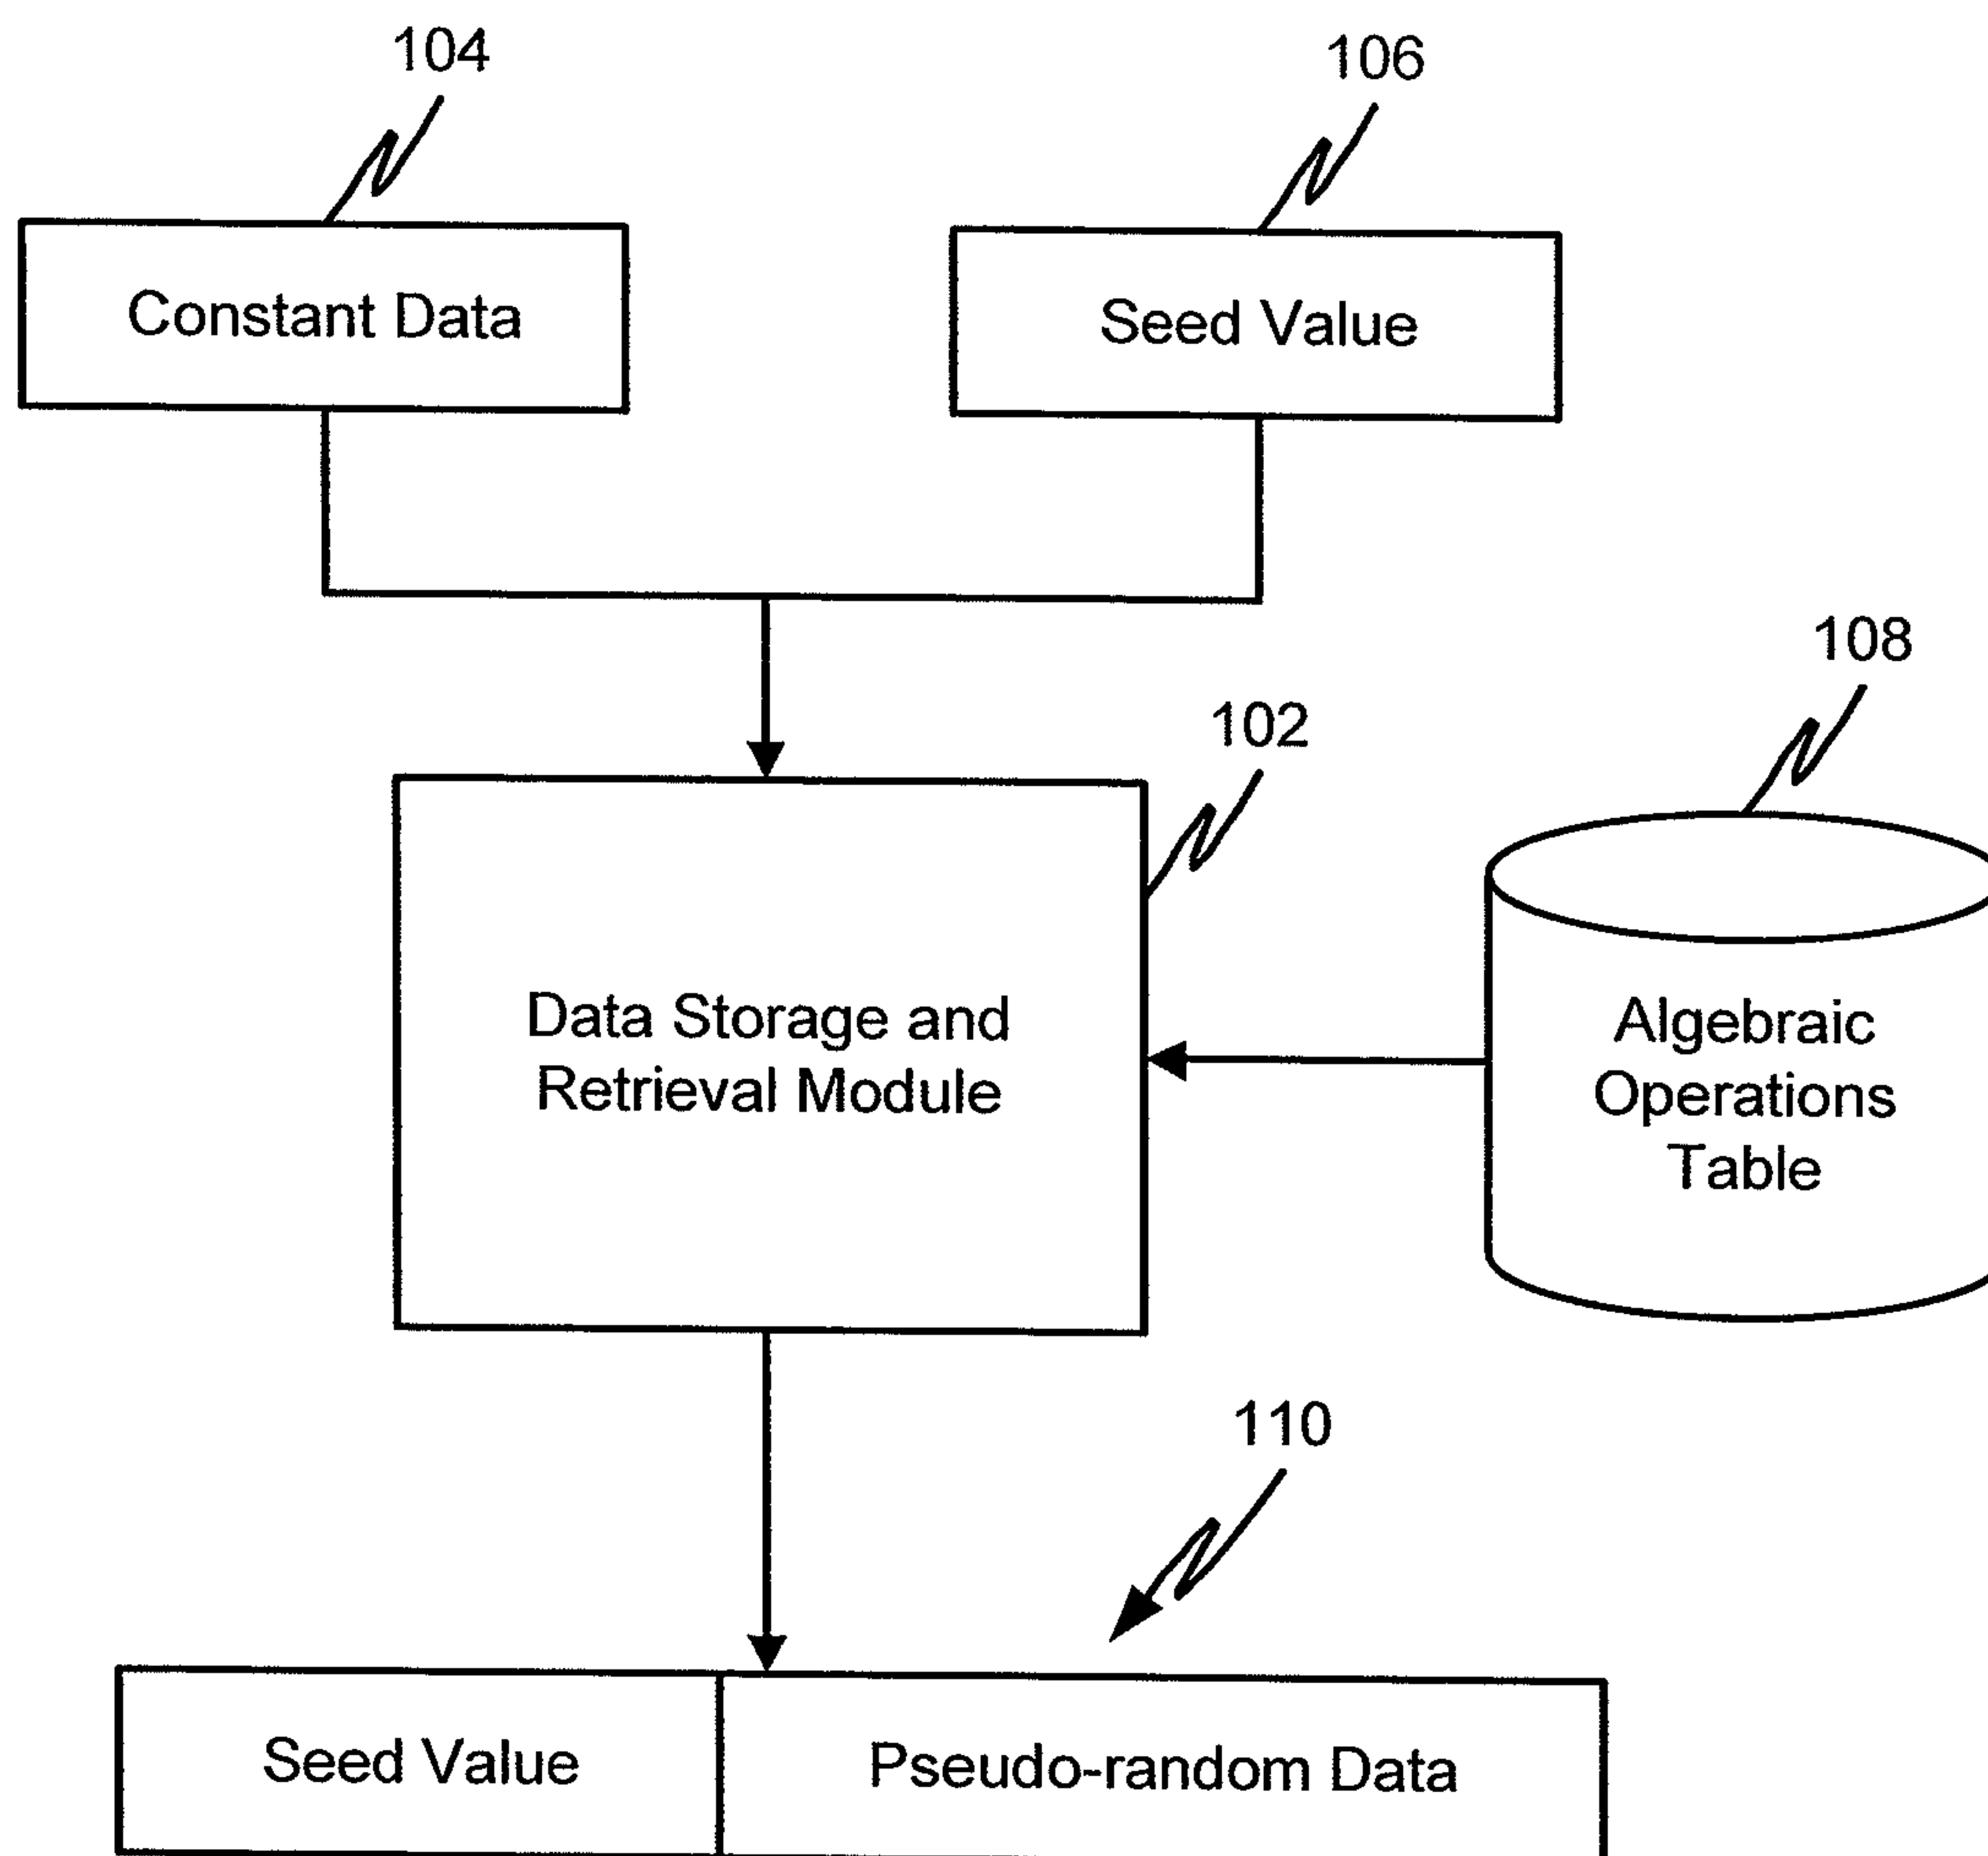 104
106
Constant Data
Seed Value
108
102
Data Storage and
Retrieval Module
Algebraic
Operations
Table
110
Seed Value
Pseudo-random Data